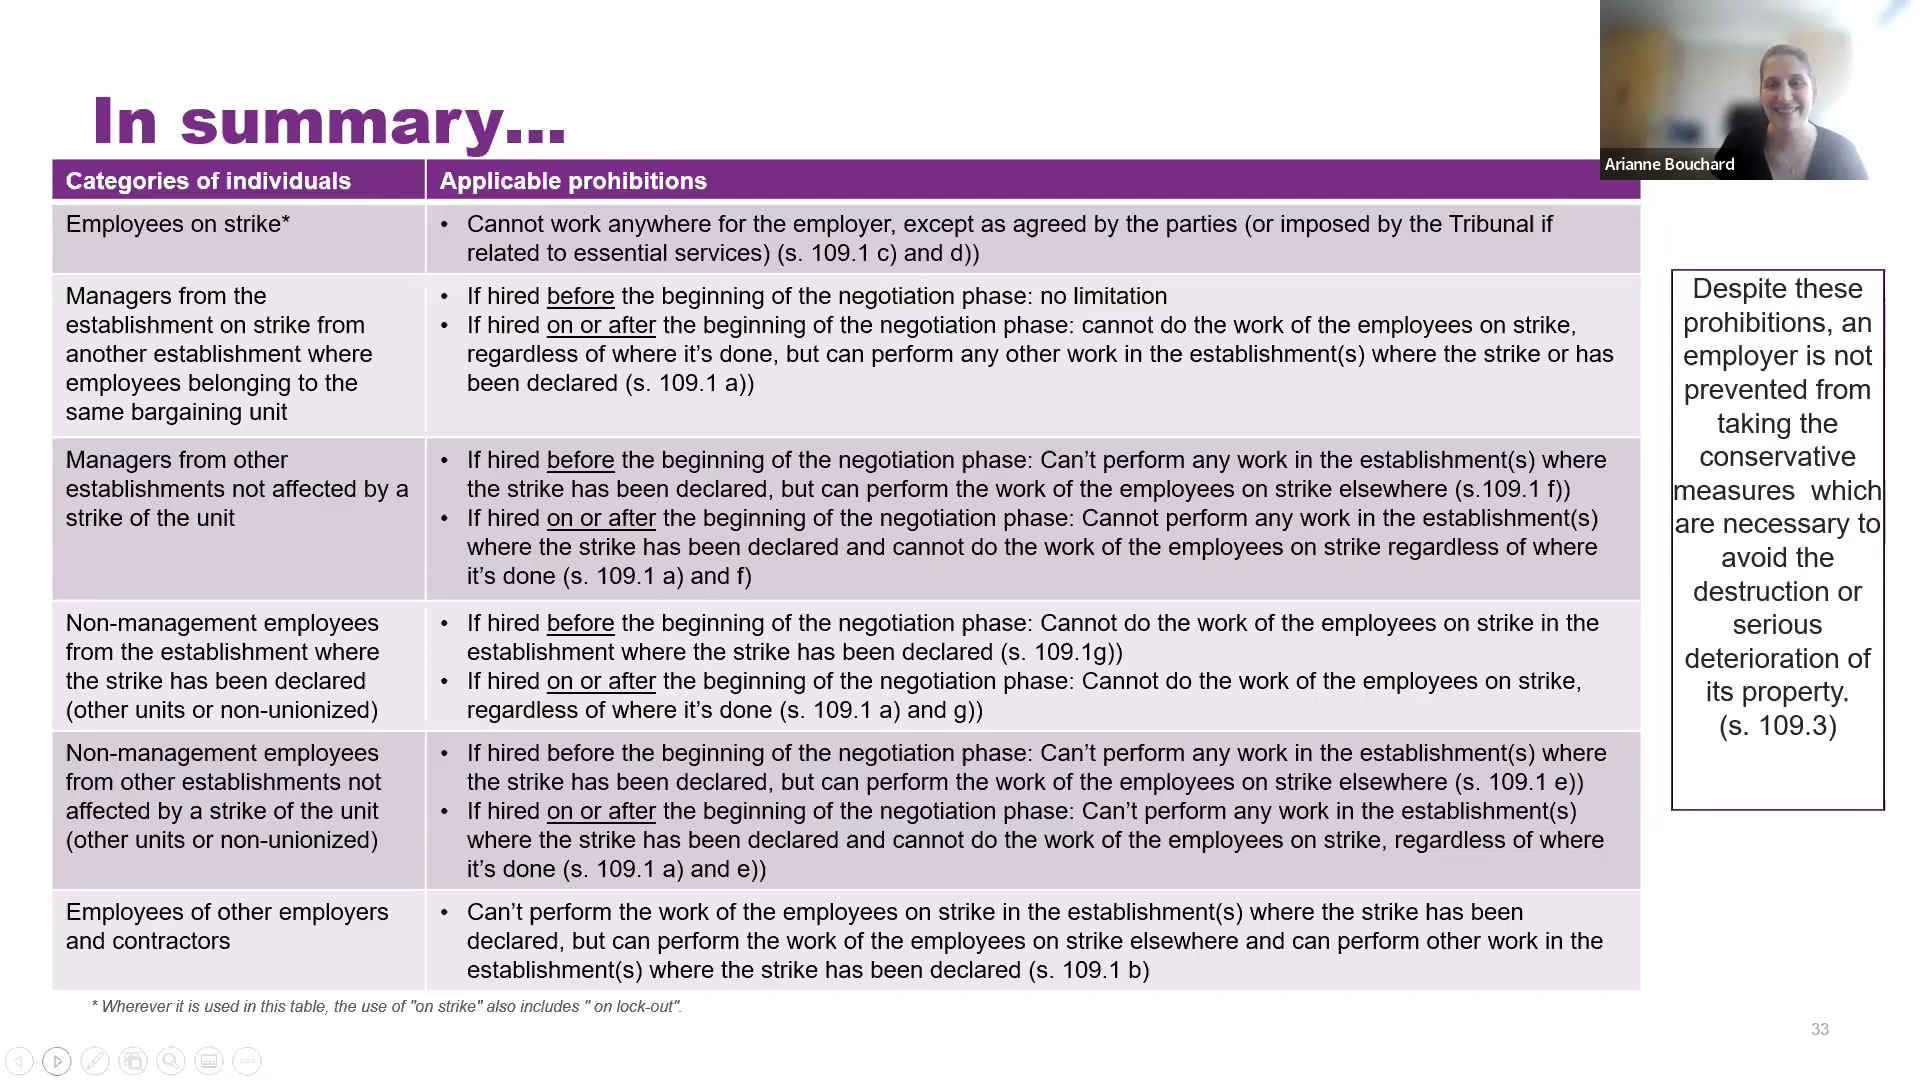 In summary...
Arianne Bouchard
Categories of individuals
Applicable prohibitions
Employees on strike*
• Cannot work anywhere for the employer, except as agreed by the parties (or imposed by the Tribunal if
related to essential services) (s. 109.1 c) and d))
Managers from the
establishment on strike from
another establishment where
employees belonging to the
same bargaining unit
• If hired before the beginning of the negotiation phase: no limitation
• If hired on or after the beginning of the negotiation phase: cannot do the work of the employees on strike,
regardless of where it’s done, but can perform any other work in the establishment(s) where the strike or has
been declared (s. 109.1 a))
Managers from other
establishments not affected by a
strike of the unit
• If hired before the beginning of the negotiation phase: Can’t perform any work in the establishment(s) where
the strike has been declared, but can perform the work of the employees on strike elsewhere (s.109.1 f))
• If hired on or after the beginning of the negotiation phase: Cannot perform any work in the establishment(s)
where the strike has been declared and cannot do the work of the employees on strike regardless of where
it’s done (s. 109.1 a) and f)
Non-management employees
from the establishment where
the strike has been declared
(other units or non-unionized)
• If hired before the beginning of the negotiation phase: Cannot do the work of the employees on strike in the
establishment where the strike has been declared (s. 109.1g))
• If hired on or after the beginning of the negotiation phase: Cannot do the work of the employees on strike,
regardless of where it’s done (s. 109.1 a) and g))
Non-management employees
from other establishments not
affected by a strike of the unit
(other units or non-unionized)
• If hired before the beginning of the negotiation phase: Can’t perform any work in the establishment(s) where
the strike has been declared, but can perform the work of the employees on strike elsewhere (s. 109.1 e))
• If hired on or after the beginning of the negotiation phase: Can’t perform any work in the establishment(s)
where the strike has been declared and cannot do the work of the employees on strike, regardless of where
it’s done (s. 109.1 a) and e))
Employees of other employers
and contractors
• Can’t perform the work of the employees on strike in the establishment(s) where the strike has been
declared, but can perform the work of the employees on strike elsewhere and can perform other work in the
establishment(s) where the strike has been declared (s. 109.1 b)
* Wherever it is used in this table, the use of "on strike" also includes " on lock-out".
Despite these
prohibitions, an
employer is not
prevented from
taking the
conservative
measures which
are necessary to
avoid the
destruction or
serious
deterioration of
its property.
(s. 109.3)
33